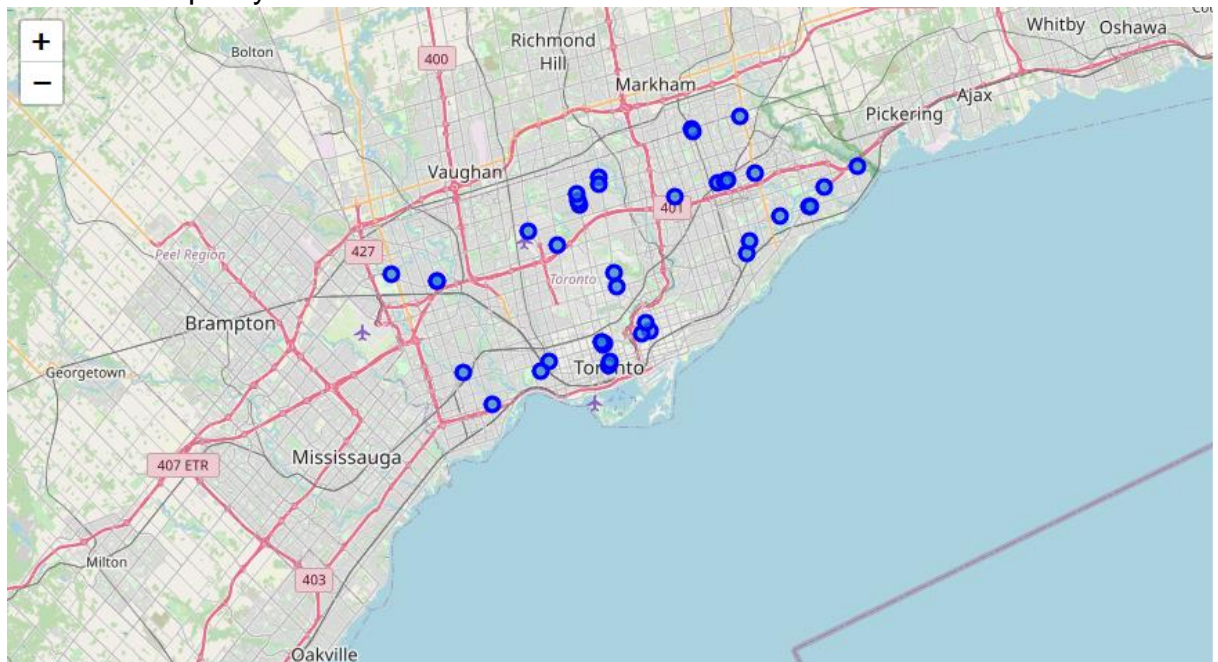 +
−
Bolton
400
Richmond
Hill
Whitby
Oshawa
Markham
Ajax
Pickering
Vaughan
401
427
Peel Region
Toronto
Brampton
Georgetown
Toronto
Mississauga
407 ETR
Milton
403
Oakville